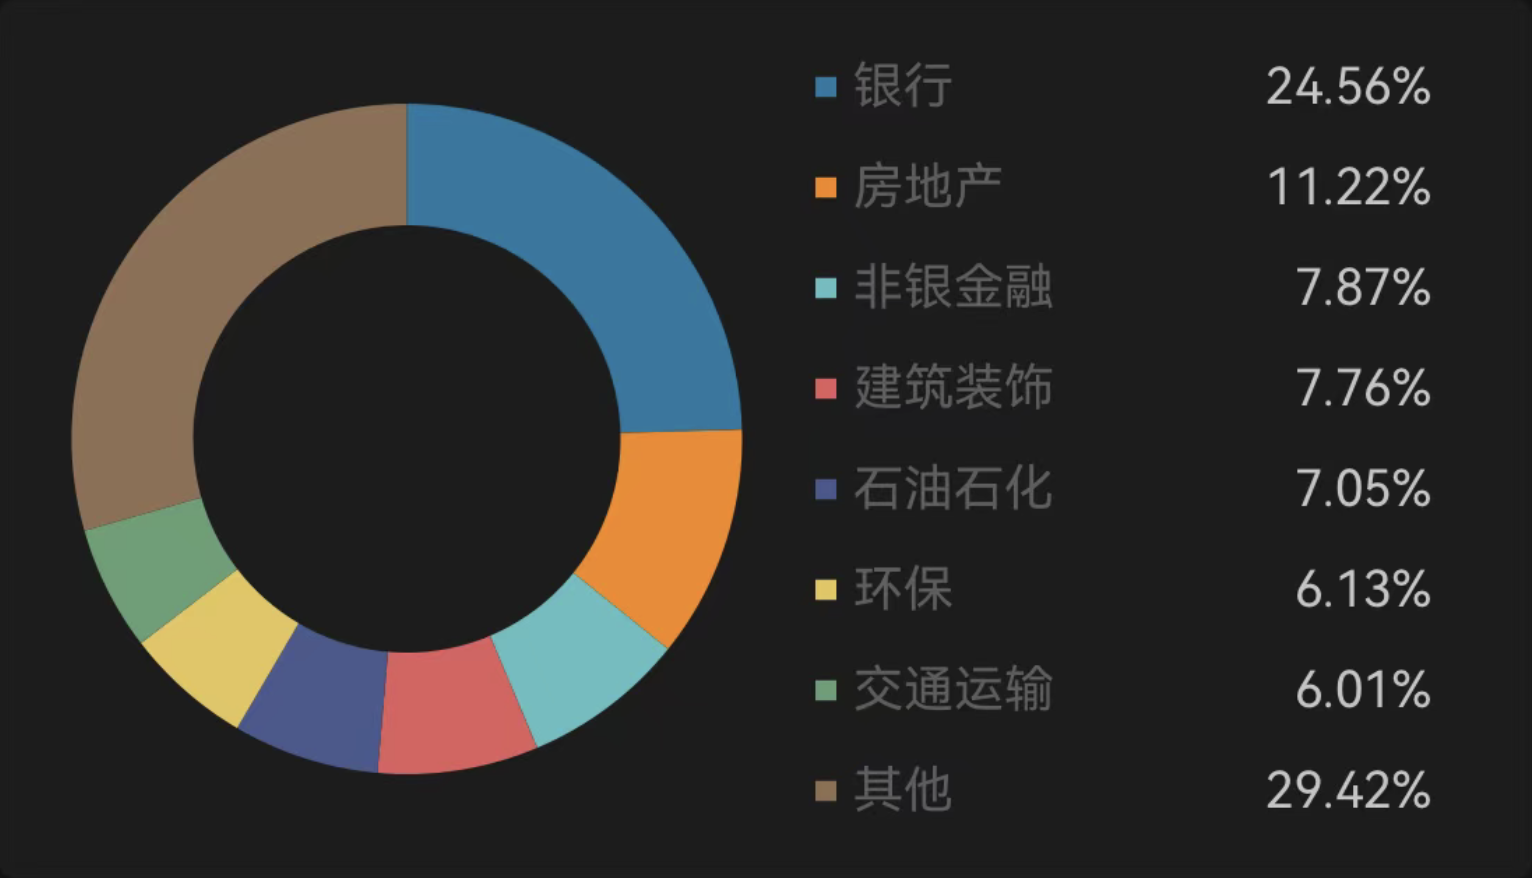 银行 24.56%
房地产 11.22%
非银金融 7.87%
建筑装饰 7.76%
石油石化 7.05%
环保 6.13%
交通运输 6.01%
其他 29.42%